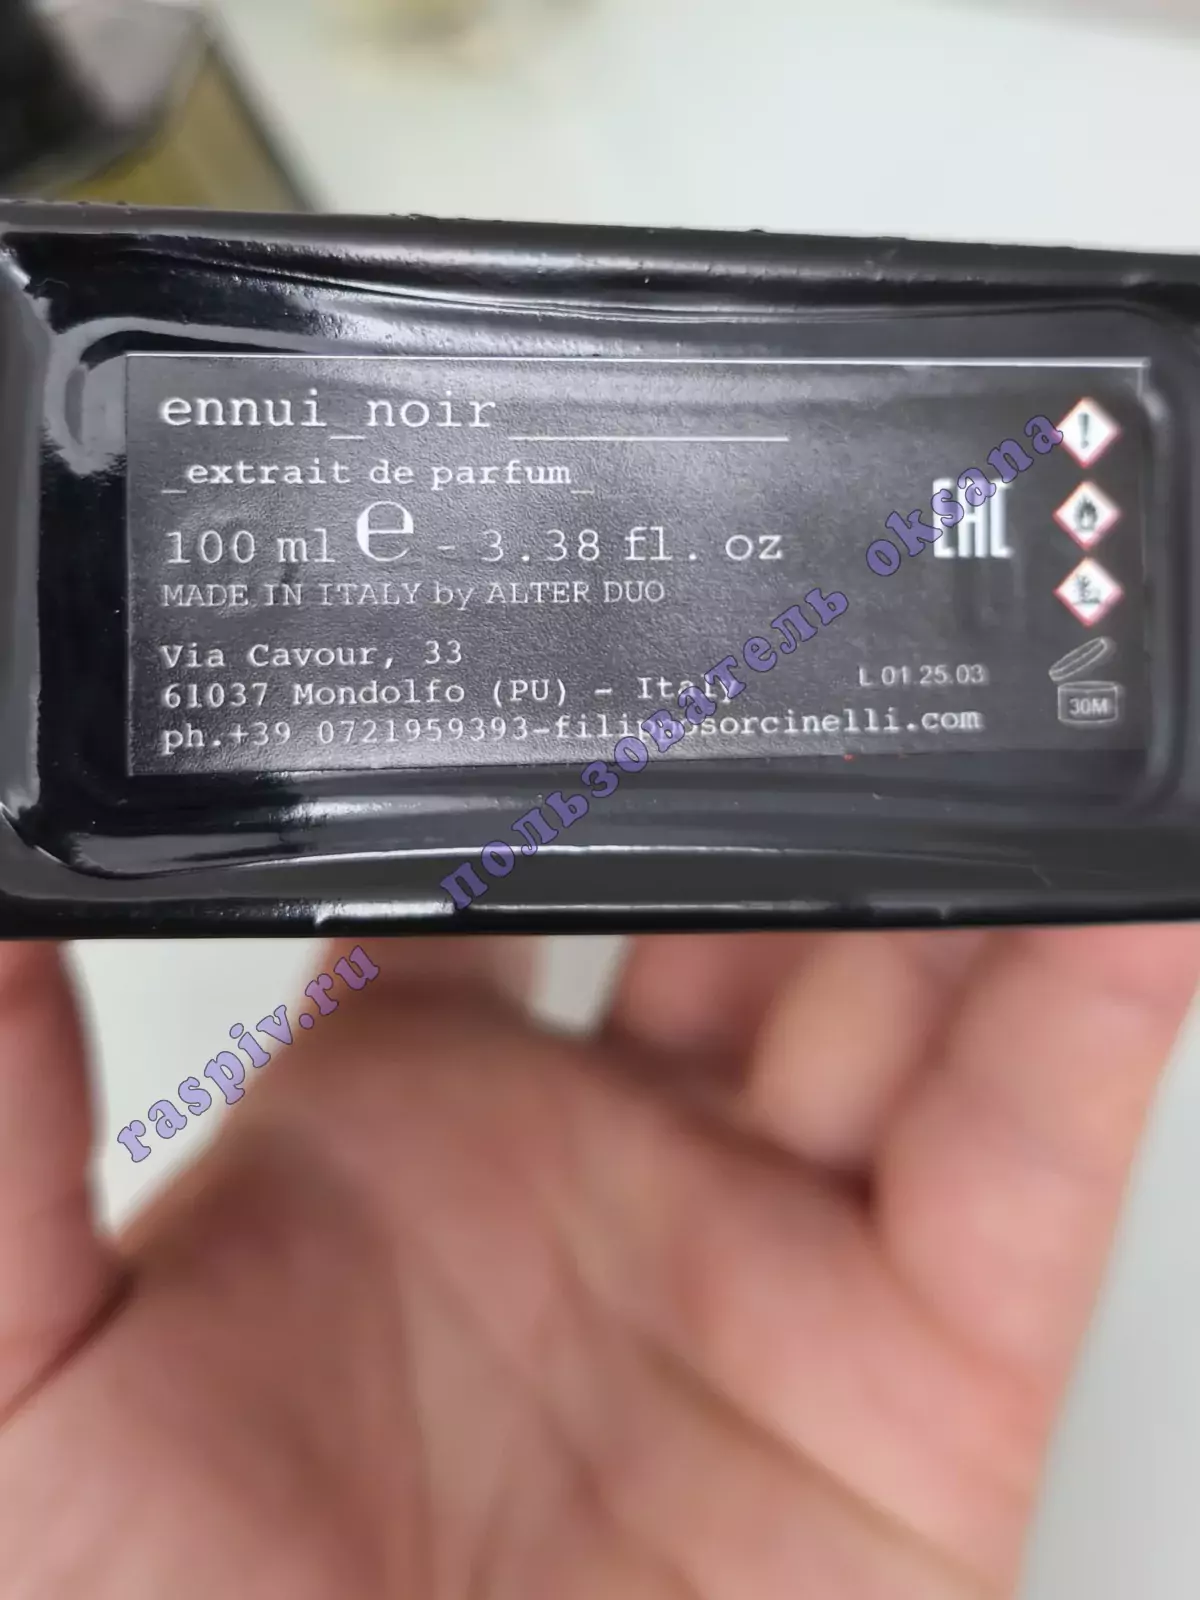 ennui_noir____________
_extrait de parfum_
100 ml e - 3.38 fl. oz
MADE IN ITALY by ALTER DUO
Via Cavour, 33
61037 Mondolfo (PU) - Italy
ph.+39 0721959393-filipposorcinelli.com
EAC
L 01.25.03
30M
raspiv.ru пользователь oksana